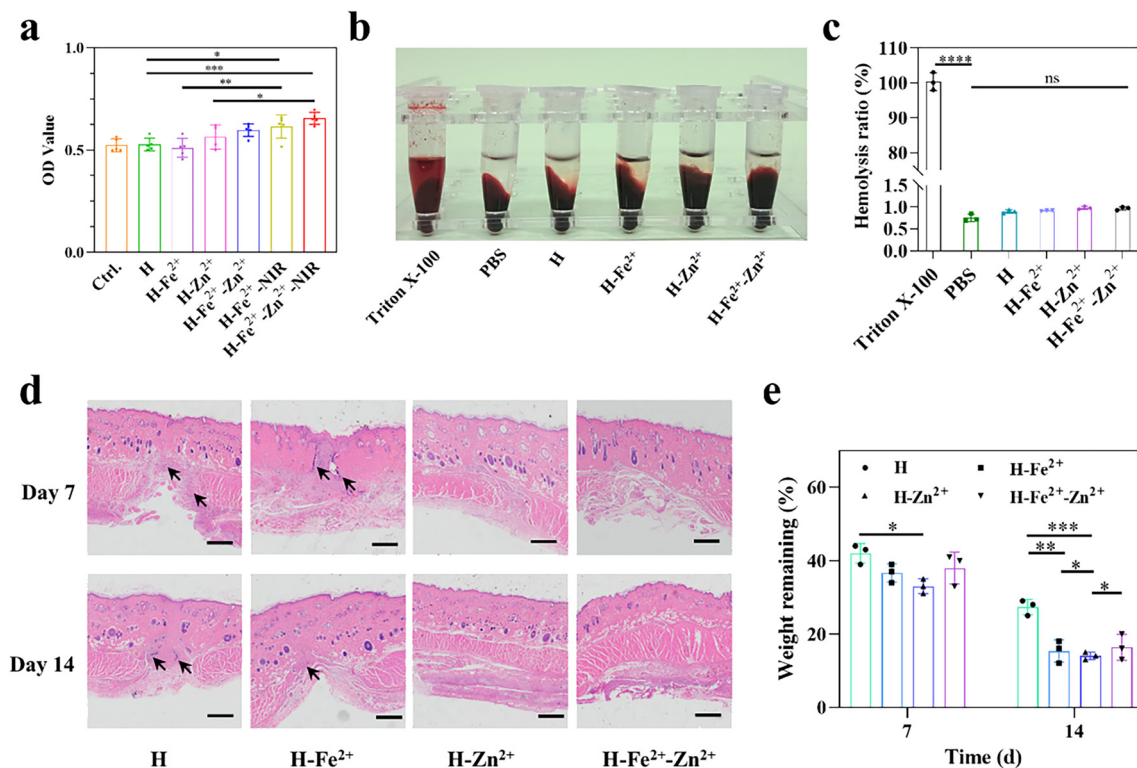 a
1.0
0.5
0.0
OD Value
*
***
**
*
Ctrl.
H
H-Fe²⁺
H-Zn²⁺
H-Fe²⁺-Zn²⁺
H-Fe²⁺-NIR
H-Fe²⁺-Zn²⁺-NIR
b
Triton X-100
PBS
H
H-Fe²⁺
H-Zn²⁺
H-Fe²⁺-Zn²⁺
c
Hemolysis ratio (%)
110
100
90
80
1.5
1.0
0.5
0.0
****
ns
Triton X-100
PBS
H
H-Fe²⁺
H-Zn²⁺
H-Fe²⁺-Zn²⁺
d
Day 7
Day 14
H
H-Fe²⁺
H-Zn²⁺
H-Fe²⁺-Zn²⁺
e
Weight remaining (%)
60
40
20
0
H
H-Fe²⁺
H-Zn²⁺
H-Fe²⁺-Zn²⁺
*
***
**
*
*
7
14
Time (d)